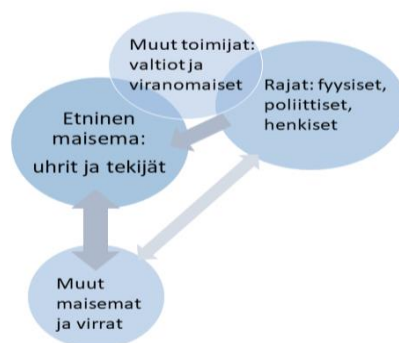 Muut toimijat:
valtiot ja
viranomaiset
Rajat: fyysiset,
poliittiset,
henkiset
Etninen
maisema:
uhrit ja tekijät
Muut
maisemat
ja virrat